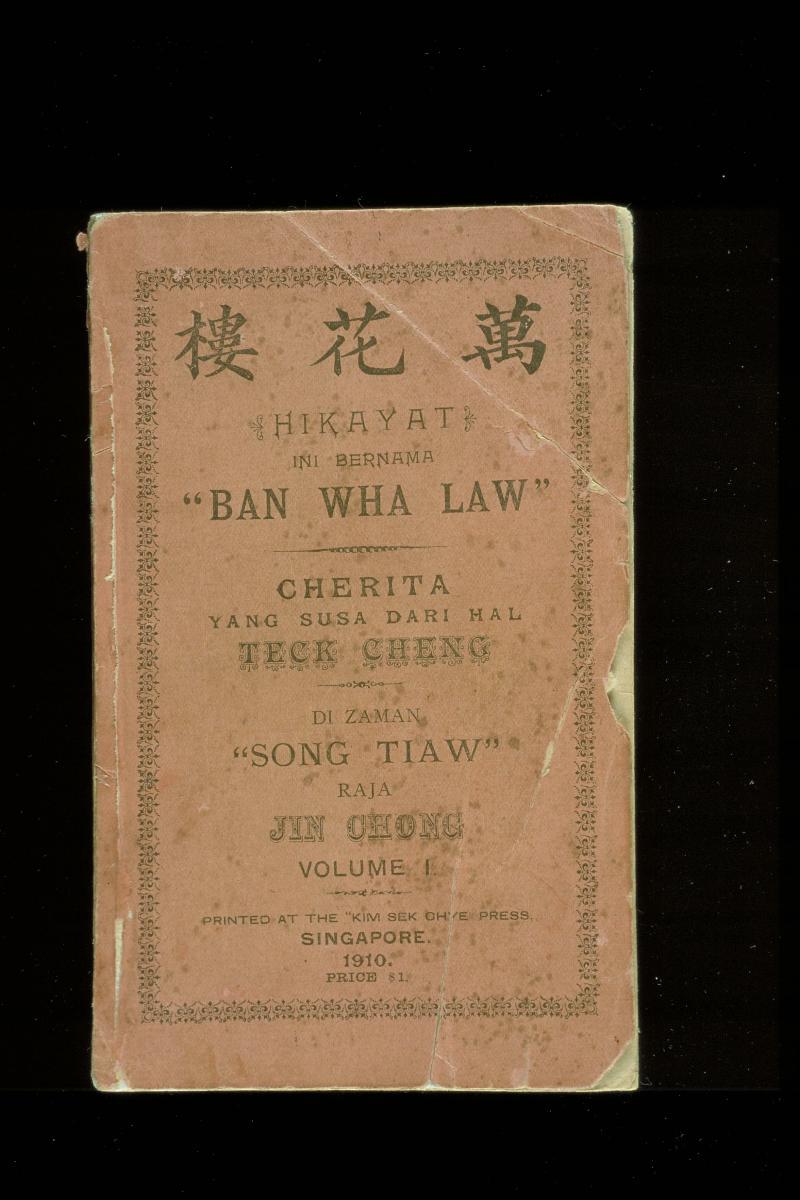 萬花樓
HIKAYAT
INI BERNAMA
"BAN WHA LAW"
CHERITA
YANG SUSA DARI HAL
TECK CHENG
DI ZAMAN
"SONG TIAW"
RAJA
JIN CHONG
VOLUME I.
PRINTED AT THE "KIM SEK CHYE PRESS,
SINGAPORE.
1910.
PRICE $1.